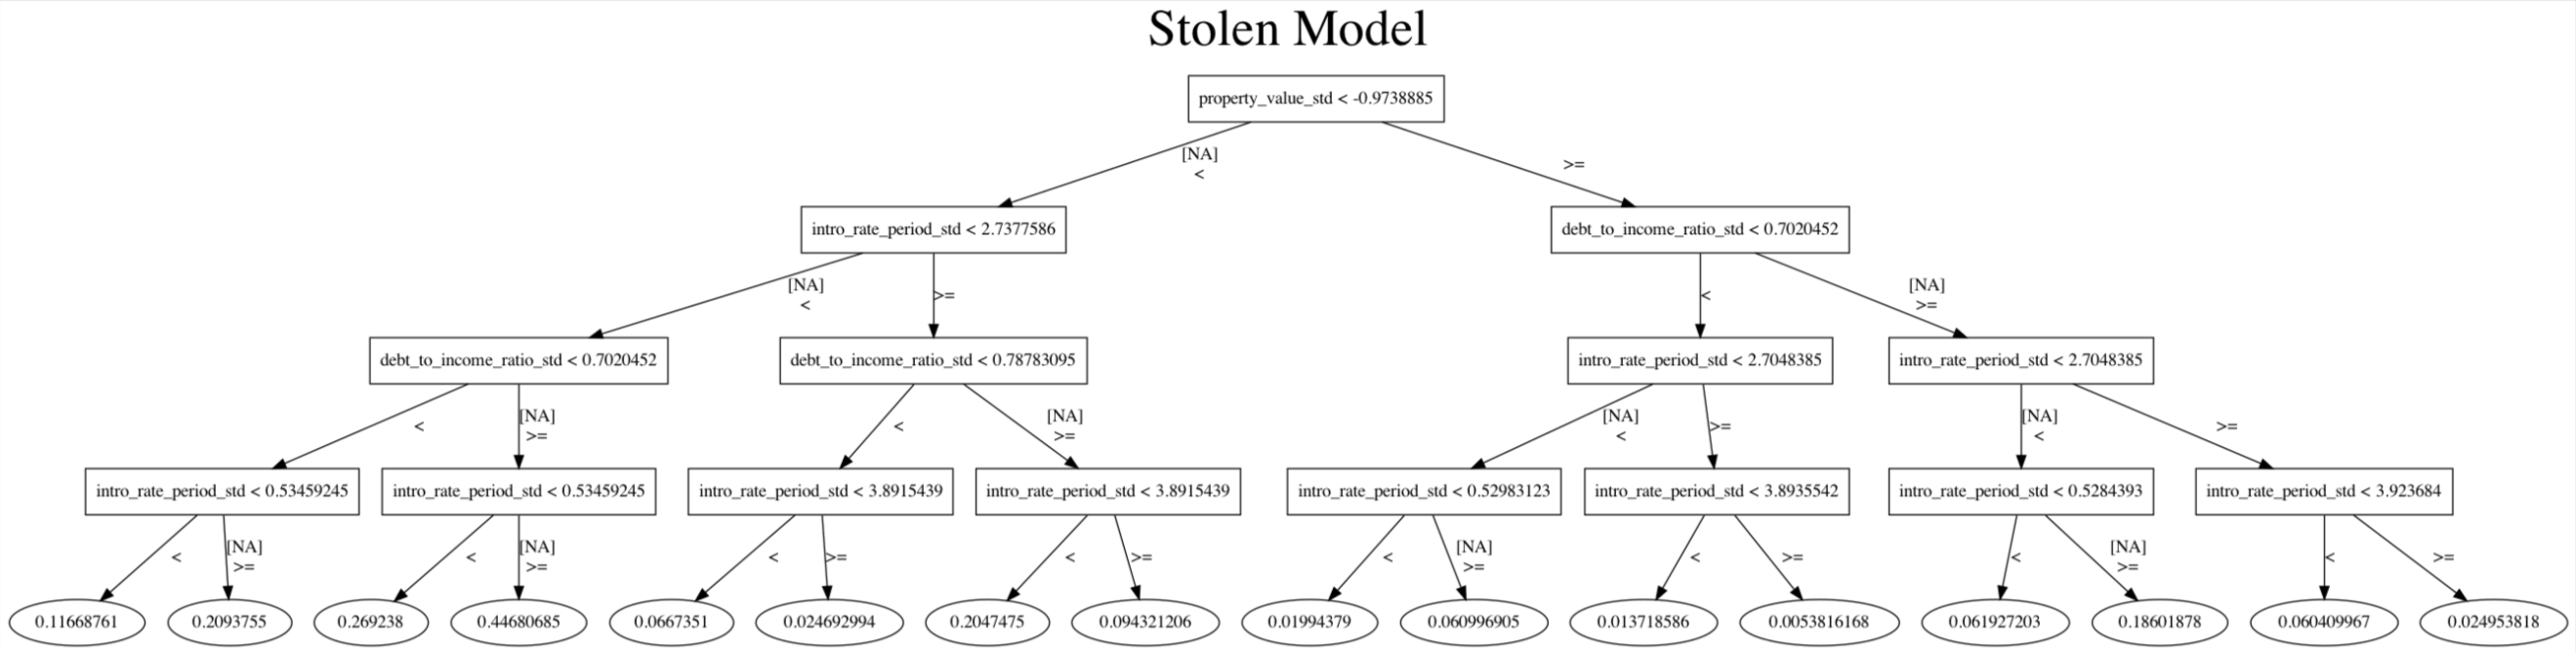 Stolen Model
property_value_std < -0.9738885
[NA]
<
>=
intro_rate_period_std < 2.7377586
debt_to_income_ratio_std < 0.7020452
[NA]
<
>=
<
[NA]
>=
debt_to_income_ratio_std < 0.7020452
debt_to_income_ratio_std < 0.78783095
intro_rate_period_std < 2.7048385
intro_rate_period_std < 2.7048385
<
[NA]
>=
<
[NA]
>=
[NA]
<
>=
[NA]
<
>=
intro_rate_period_std < 0.53459245
intro_rate_period_std < 0.53459245
intro_rate_period_std < 3.8915439
intro_rate_period_std < 3.8915439
intro_rate_period_std < 0.52983123
intro_rate_period_std < 3.8935542
intro_rate_period_std < 0.5284393
intro_rate_period_std < 3.923684
<
[NA]
>=
<
[NA]
>=
<
>=
<
>=
<
[NA]
>=
<
>=
<
[NA]
>=
<
>=
0.11668761
0.2093755
0.269238
0.44680685
0.0667351
0.024692994
0.2047475
0.094321206
0.01994379
0.060996905
0.013718586
0.0053816168
0.061927203
0.18601878
0.060409967
0.024953818